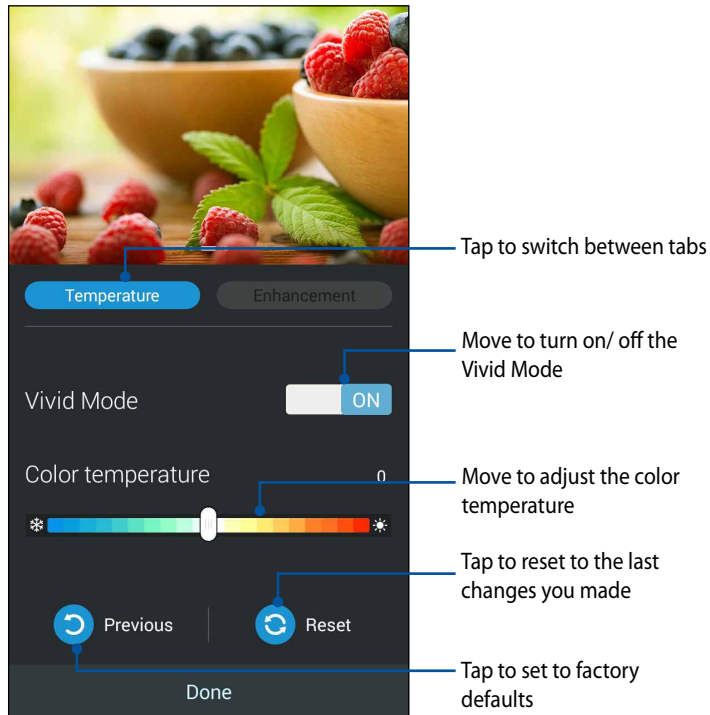 Tap to switch between tabs
Temperature
Enhancement
Move to turn on/ off the
Vivid Mode
Vivid Mode
ON
Color temperature
0
Move to adjust the color
temperature
Tap to reset to the last
changes you made
Previous
Reset
Tap to set to factory
defaults
Done